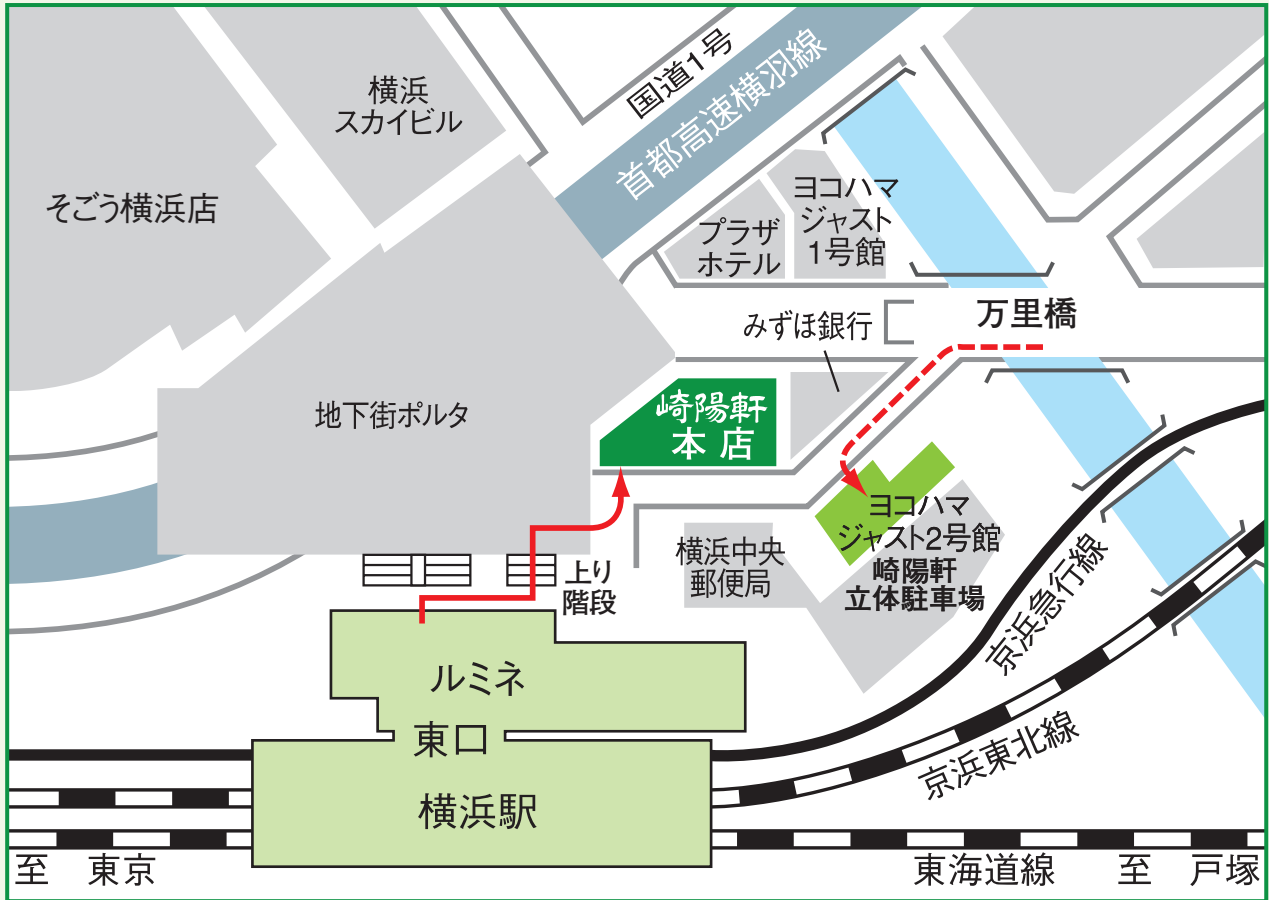 国道1号
首都高速横羽線
横浜
スカイビル
そごう横浜店
ヨコハマ
ジャスト
1号館
プラザ
ホテル
みずほ銀行
万里橋
地下街ポルタ
崎陽軒
本店
ヨコハマ
ジャスト2号館
崎陽軒
立体駐車場
横浜中央
郵便局
上り
階段
京浜急行線
ルミネ
東口
京浜東北線
横浜駅
至 東京
東海道線 至 戸塚